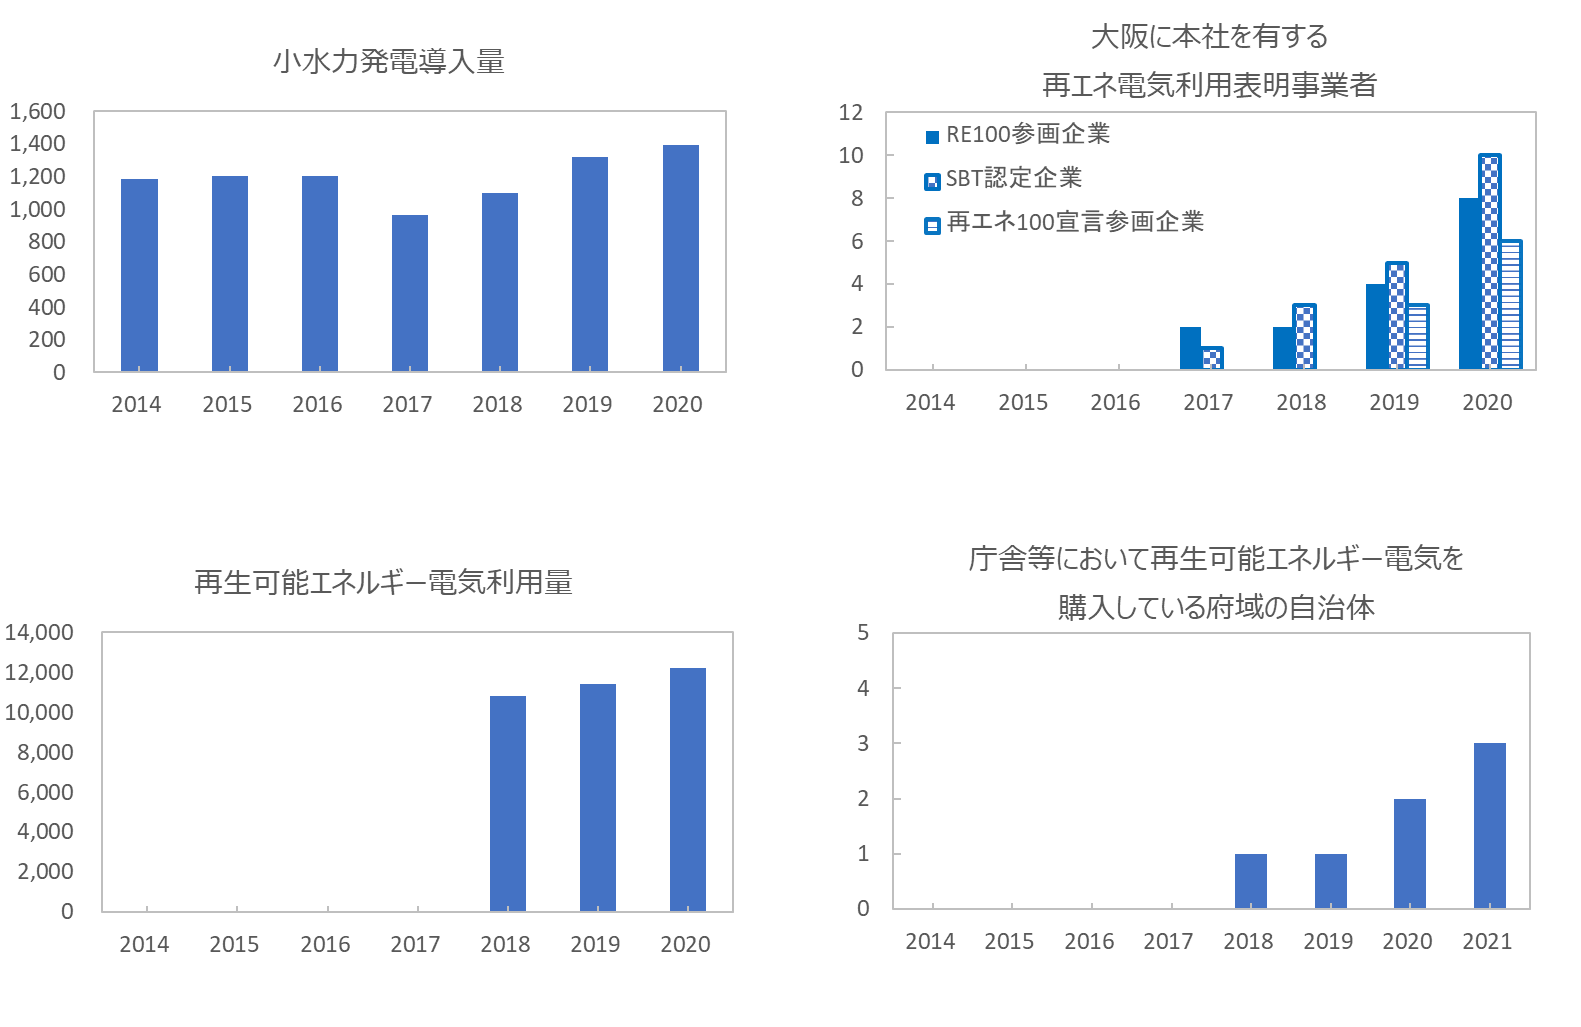 小水力発電導入量
1,600
1,400
1,200
1,000
800
600
400
200
0
2014 2015 2016 2017 2018 2019 2020
大阪に本社を有する
再エネ電気利用表明事業者
12
10
8
6
4
2
0
RE100参画企業
SBT認定企業
再エネ100宣言参画企業
2014 2015 2016 2017 2018 2019 2020
再生可能エネルギー電気利用量
14,000
12,000
10,000
8,000
6,000
4,000
2,000
0
2014 2015 2016 2017 2018 2019 2020
庁舎等において再生可能エネルギー電気を
購入している府域の自治体
5
4
3
2
1
0
2014 2015 2016 2017 2018 2019 2020 2021